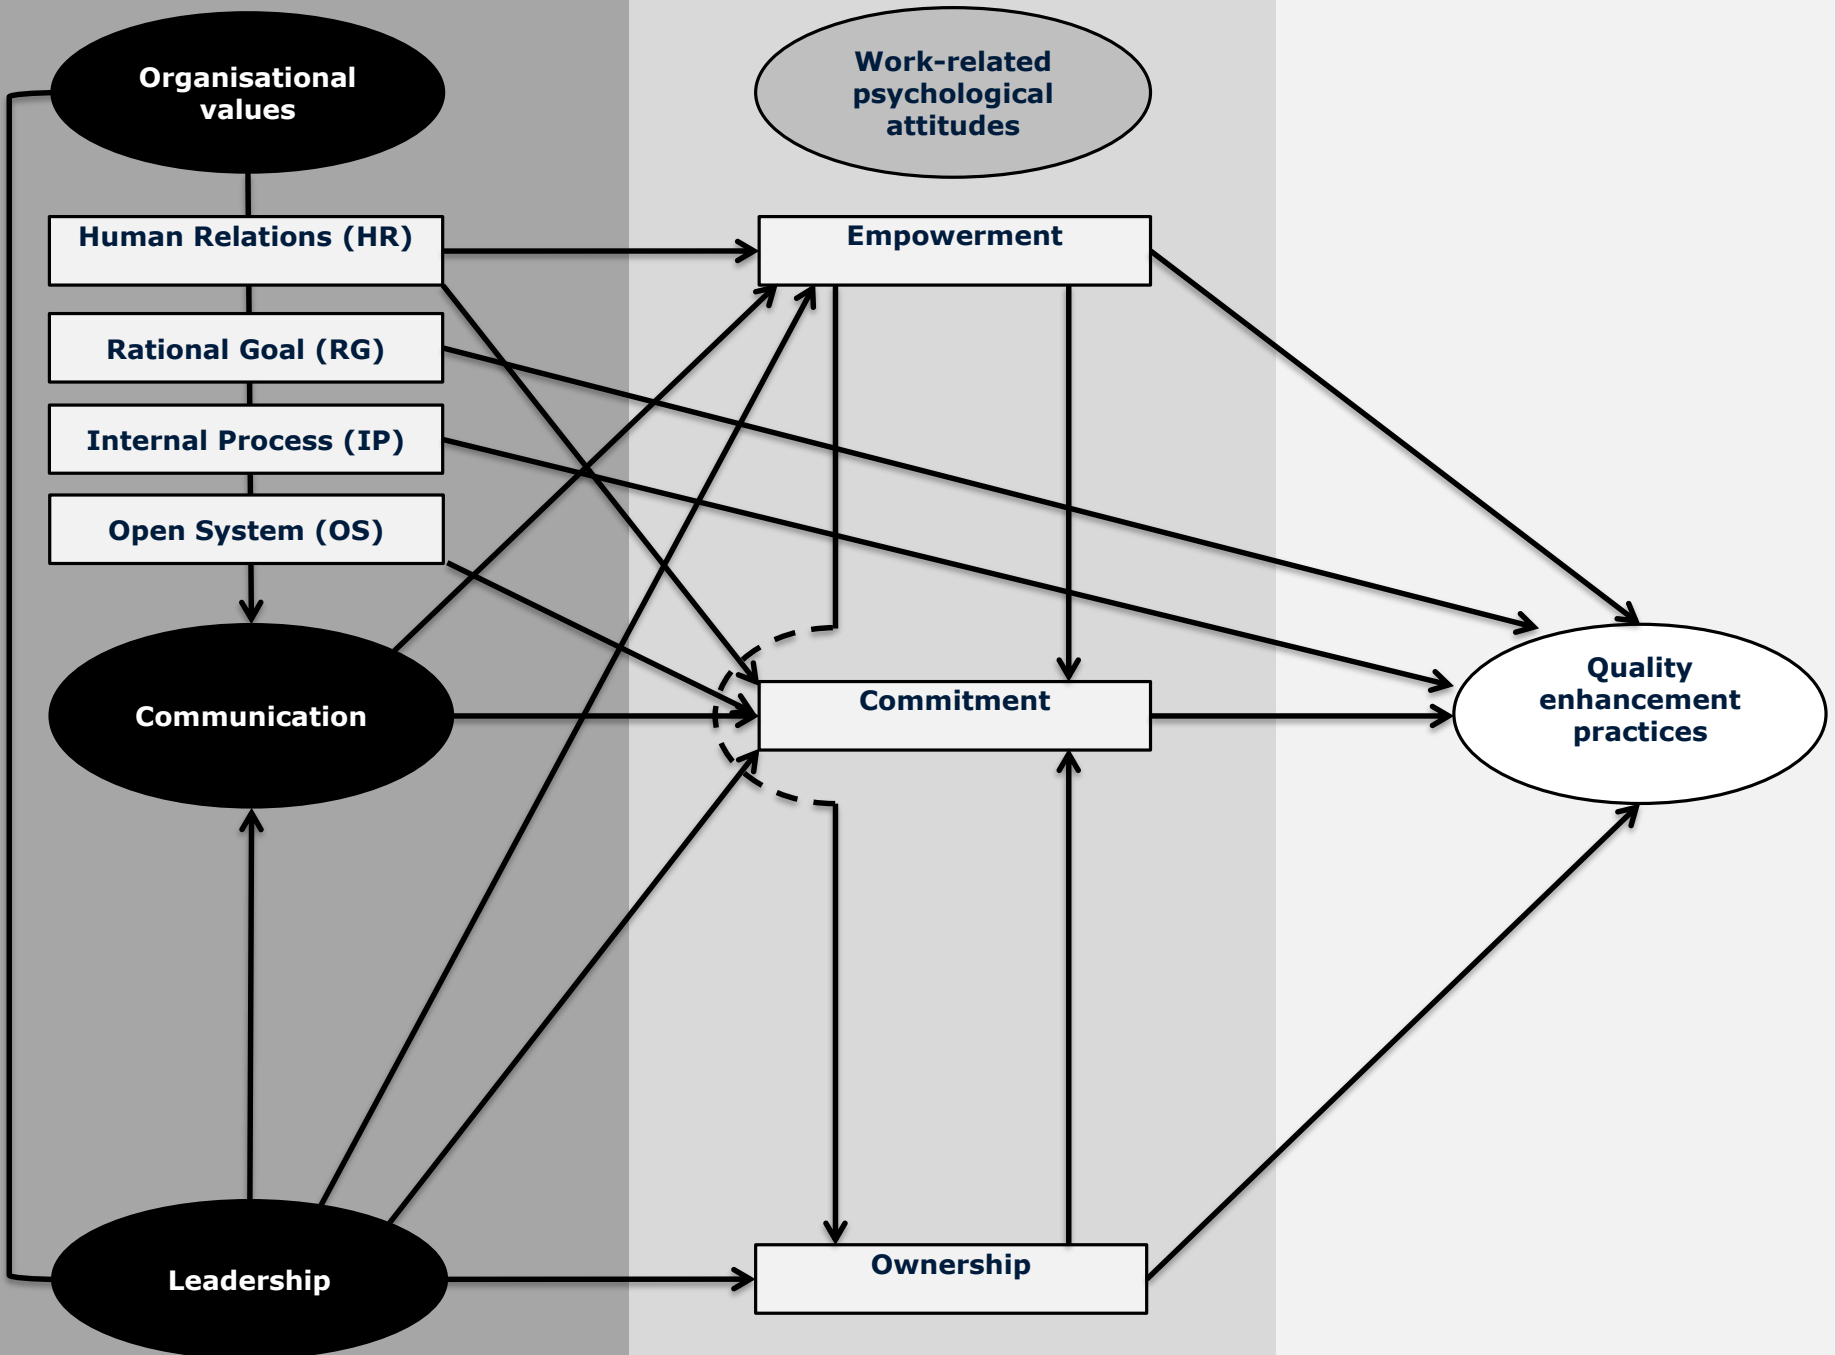 Organisational
values
Work-related
psychological
attitudes
Human Relations (HR)
Empowerment
Rational Goal (RG)
Internal Process (IP)
Open System (OS)
Communication
Commitment
Quality
enhancement
practices
Leadership
Ownership